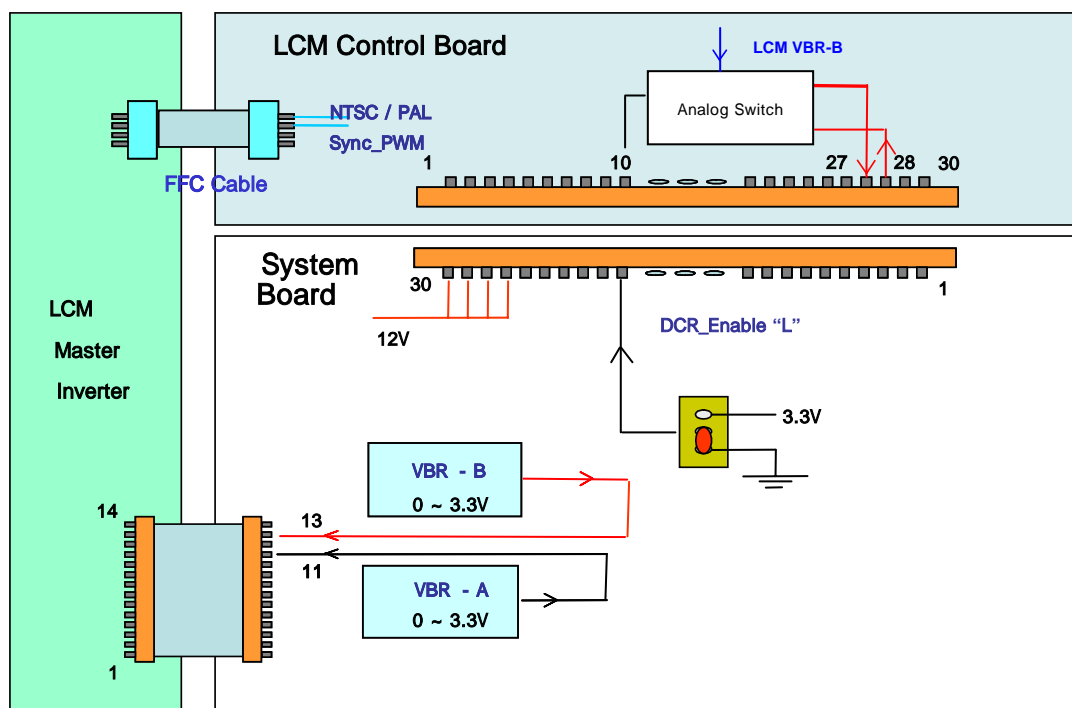 LCM Control Board
LCM VBR-B
Analog Switch
NTSC / PAL
Sync_PWM
FFC Cable
1
10
27
28
30
System
Board
30
1
12V
DCR_Enable “L”
3.3V
LCM
Master
Inverter
VBR - B
0 ~ 3.3V
14
13
11
VBR - A
0 ~ 3.3V
1